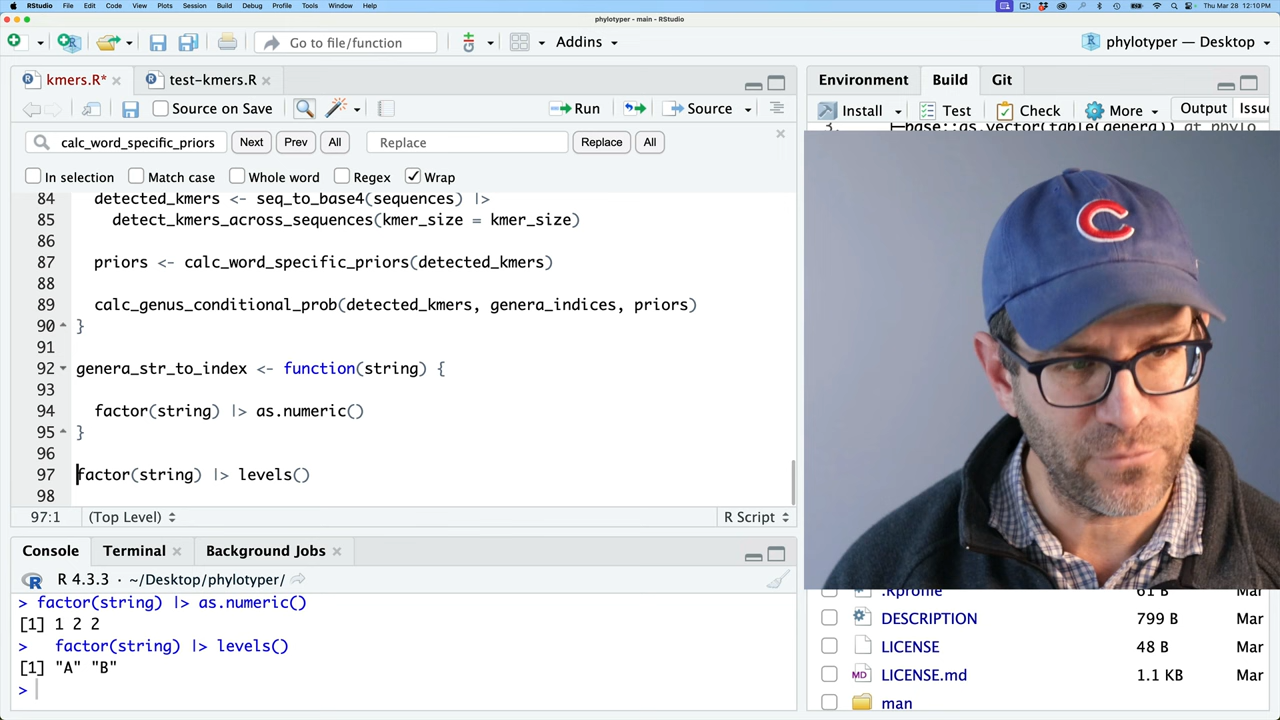 RStudio File Edit Code View Plots Session Build Debug Profile Tools Window Help Thu Mar 28 12:10 PM
phylotyper - main - RStudio
Go to file/function Addins phylotyper — Desktop
kmers.R* test-kmers.R Environment Build Git
Source on Save Run Source Install Test Check More Output Issue
calc_word_specific_priors Next Prev All Replace Replace All
3. ├─base::as.vector(table(genera)) at phylo
In selection Match case Whole word Regex Wrap
84 detected_kmers <- seq_to_base4(sequences) |>
85 detect_kmers_across_sequences(kmer_size = kmer_size)
86
87 priors <- calc_word_specific_priors(detected_kmers)
88
89 calc_genus_conditional_prob(detected_kmers, genera_indices, priors)
90 }
91
92 genera_str_to_index <- function(string) {
93
94 factor(string) |> as.numeric()
95 }
96
97 factor(string) |> levels()
98
97:1 (Top Level) R Script
Console Terminal Background Jobs
R 4.3.3 · ~/Desktop/phylotyper/
> factor(string) |> as.numeric()
[1] 1 2 2
> factor(string) |> levels()
[1] "A" "B"
>
C
.Rprofile 61 B Mar
DESCRIPTION 799 B Mar
LICENSE 48 B Mar
LICENSE.md 1.1 KB Mar
man